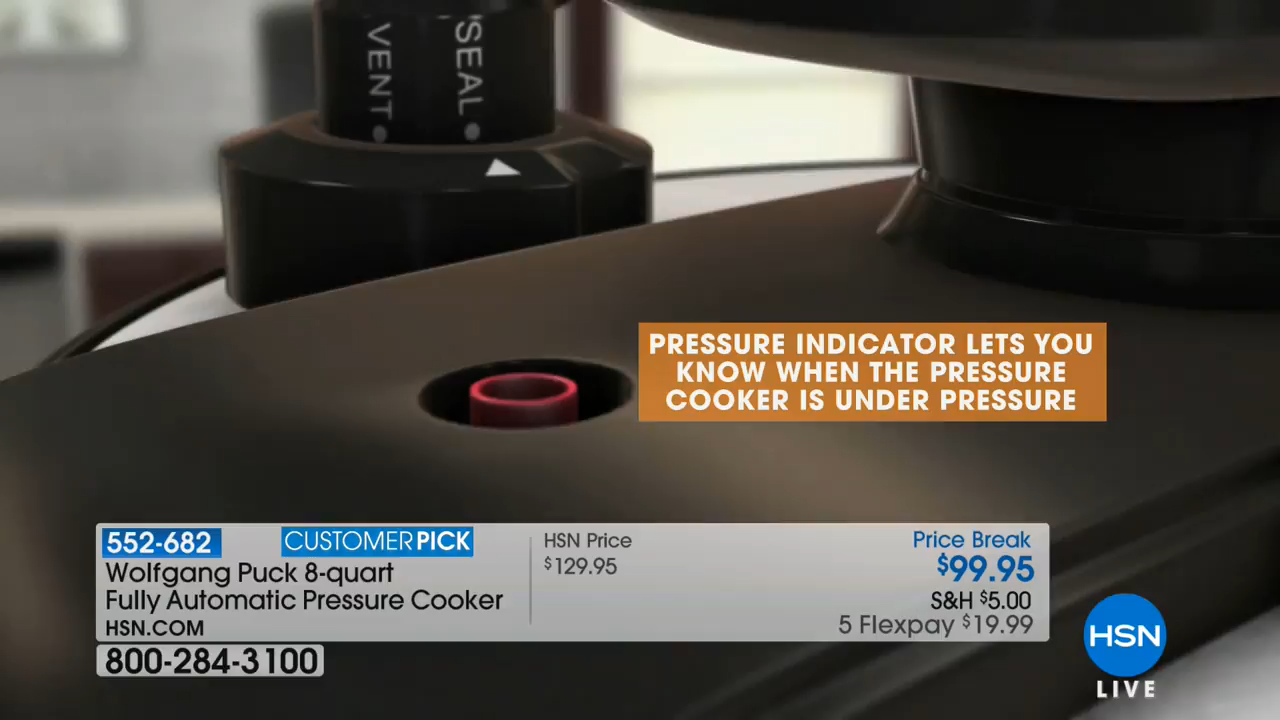 VENT
SEAL
PRESSURE INDICATOR LETS YOU
KNOW WHEN THE PRESSURE
COOKER IS UNDER PRESSURE
552-682
CUSTOMERPICK
Wolfgang Puck 8-quart
Fully Automatic Pressure Cooker
HSN.COM
HSN Price
$129.95
Price Break
$99.95
S&H $5.00
5 Flexpay $19.99
800-284-3100
HSN
LIVE